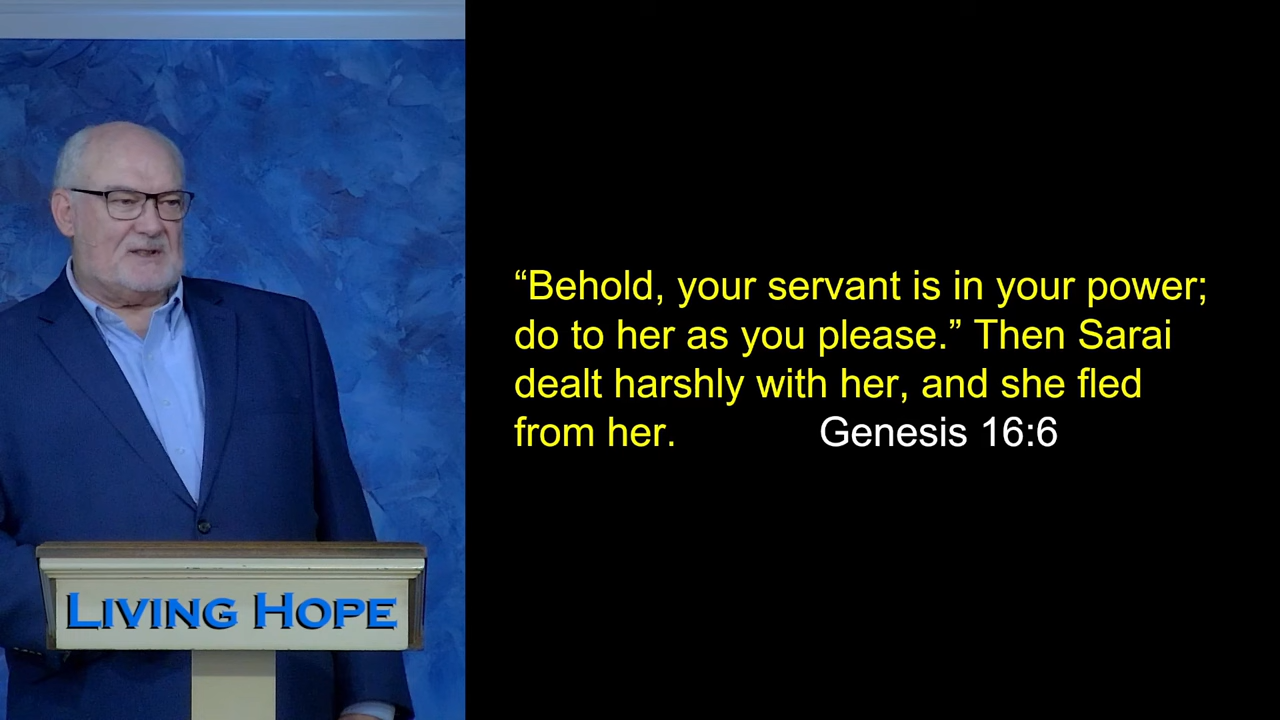 LIVING HOPE
“Behold, your servant is in your power;
do to her as you please.” Then Sarai
dealt harshly with her, and she fled
from her. Genesis 16:6